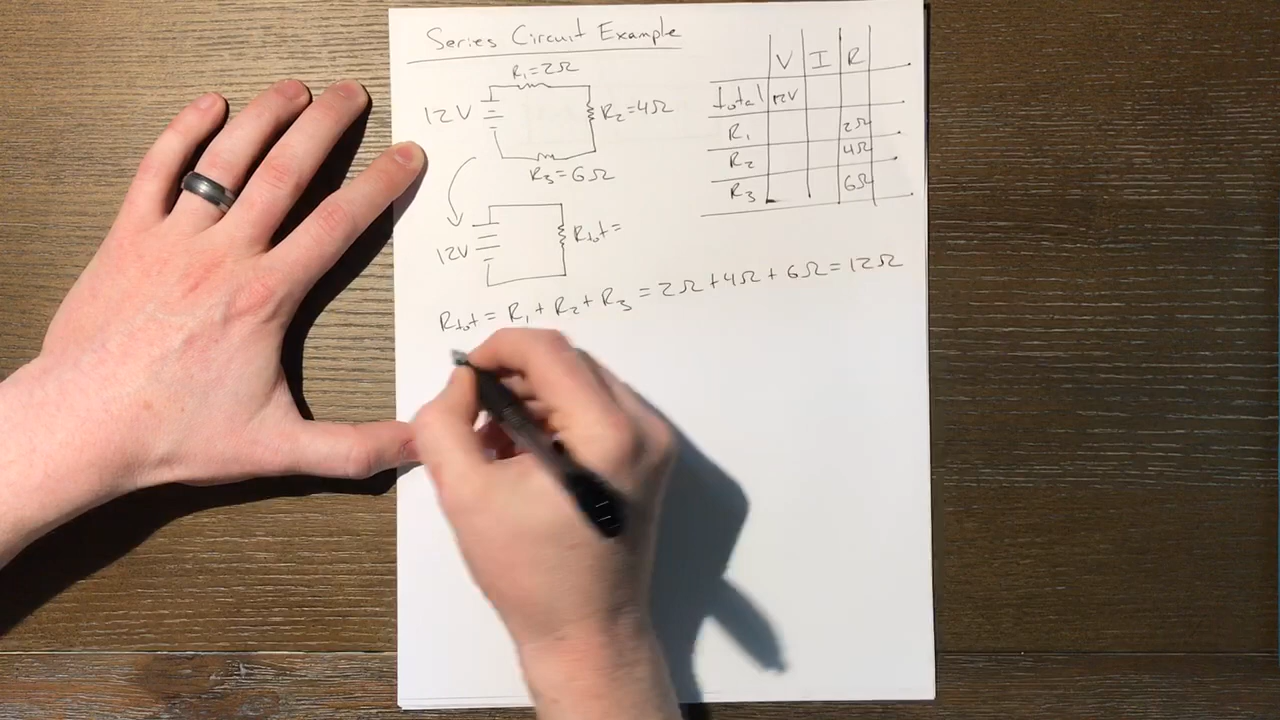 Series Circuit Example
R₁=2Ω
12V
R₂=4Ω
R₃=6Ω
12V
Rtot=
V I R
total 12V
R₁ 2Ω
R₂ 4Ω
R₃ 6Ω
Rtot = R₁ + R₂ + R₃ = 2Ω + 4Ω + 6Ω = 12Ω